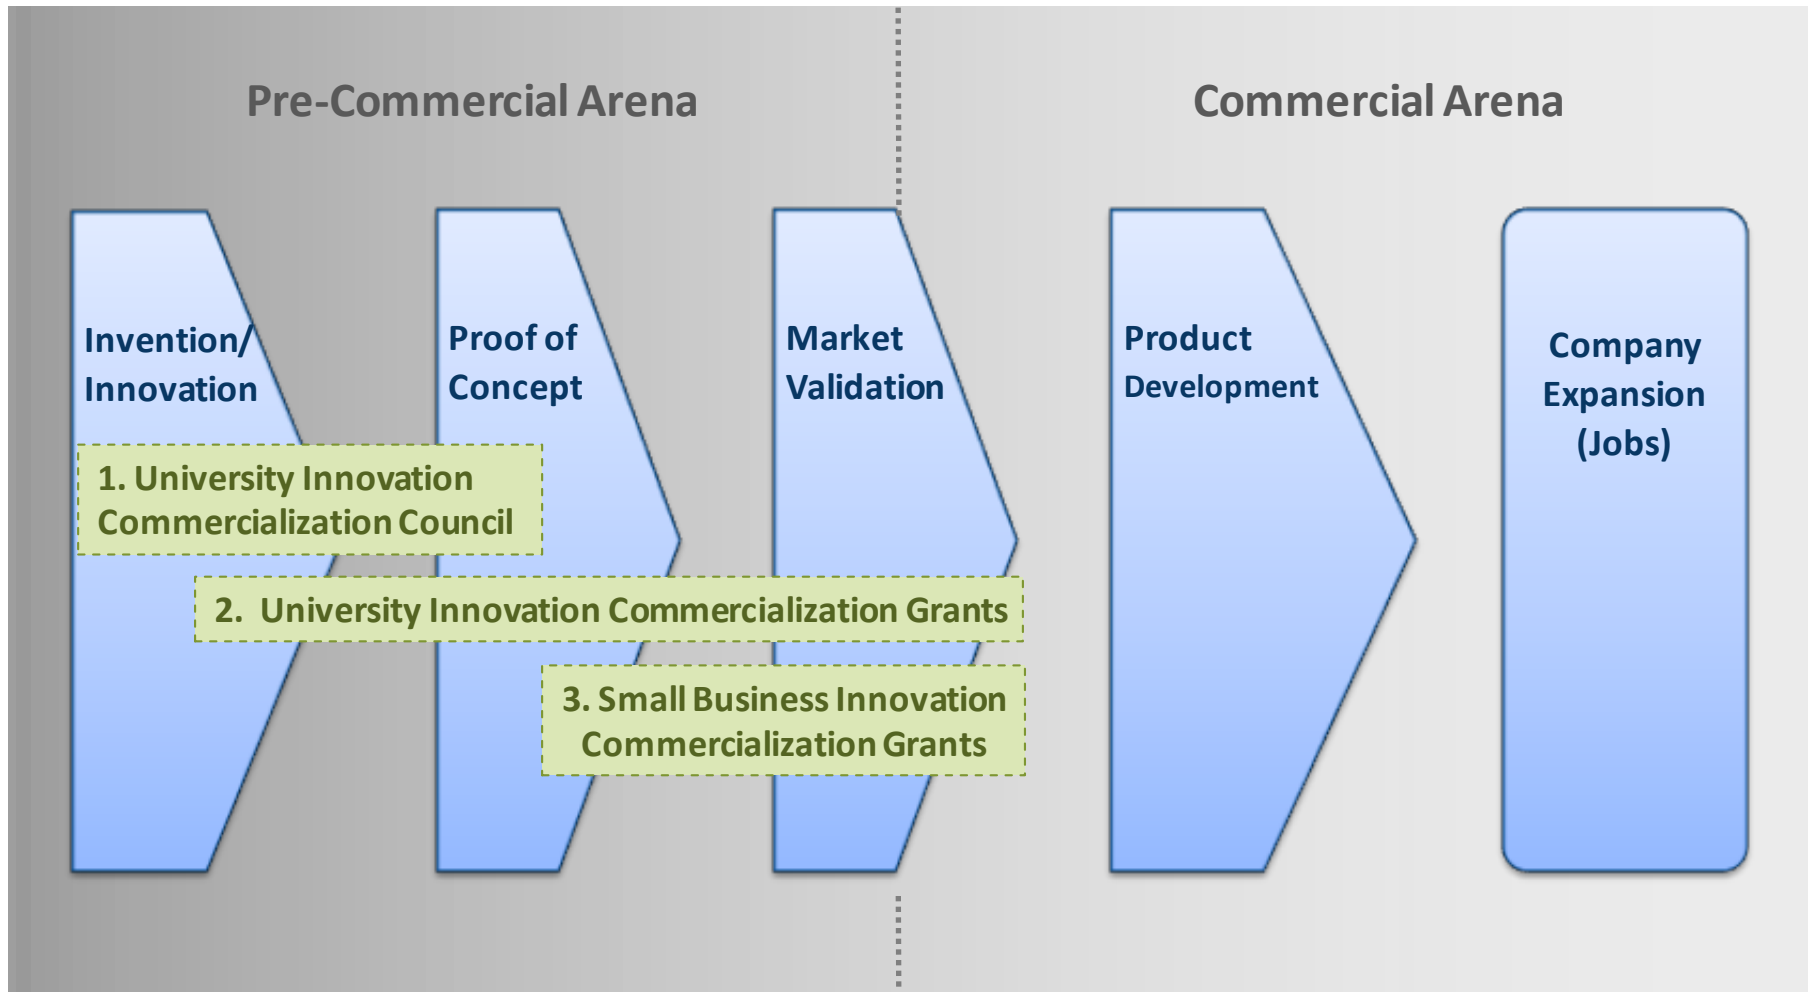 Pre-Commercial Arena
Commercial Arena
Invention/
Innovation
Proof of
Concept
Market
Validation
Product
Development
Company
Expansion
(Jobs)
1. University Innovation
Commercialization Council
2. University Innovation Commercialization Grants
3. Small Business Innovation
Commercialization Grants